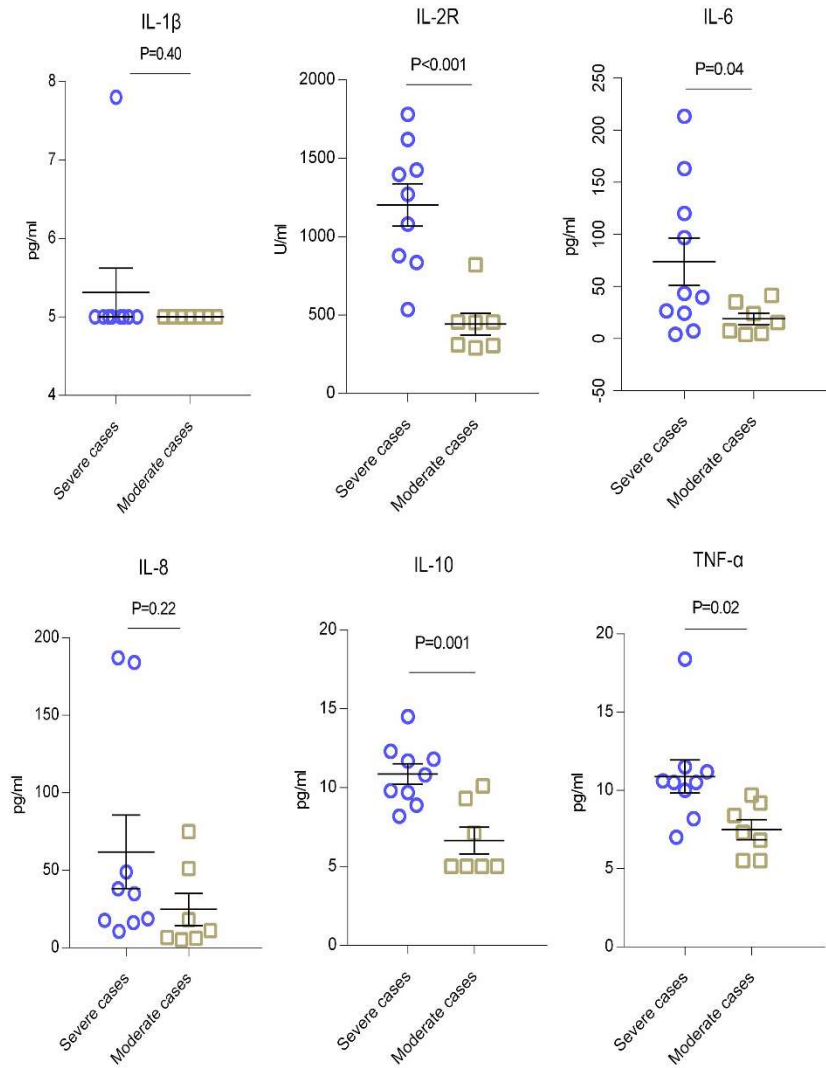 IL-1β
P=0.40
8
7
6
5
4
pg/ml
Severe cases
Moderate cases
IL-2R
P<0.001
2000
1500
1000
500
0
U/ml
Severe cases
Moderate cases
IL-6
P=0.04
250
200
150
100
50
0
-50
pg/ml
Severe cases
Moderate cases
IL-8
P=0.22
200
150
100
50
0
pg/ml
Severe cases
Moderate cases
IL-10
P=0.001
20
15
10
5
0
pg/ml
Severe cases
Moderate cases
TNF-α
P=0.02
20
15
10
5
0
pg/ml
Severe cases
Moderate cases